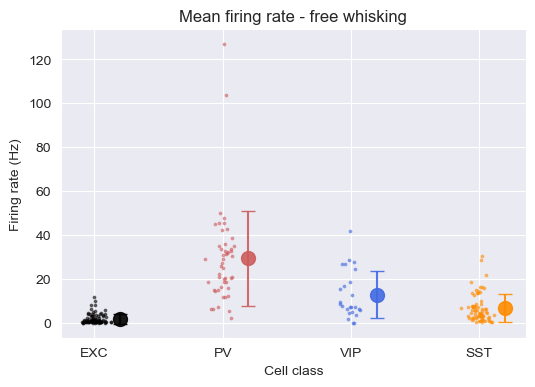 Mean firing rate - free whisking
Firing rate (Hz)
120
100
80
60
40
20
0
EXC PV VIP SST
Cell class